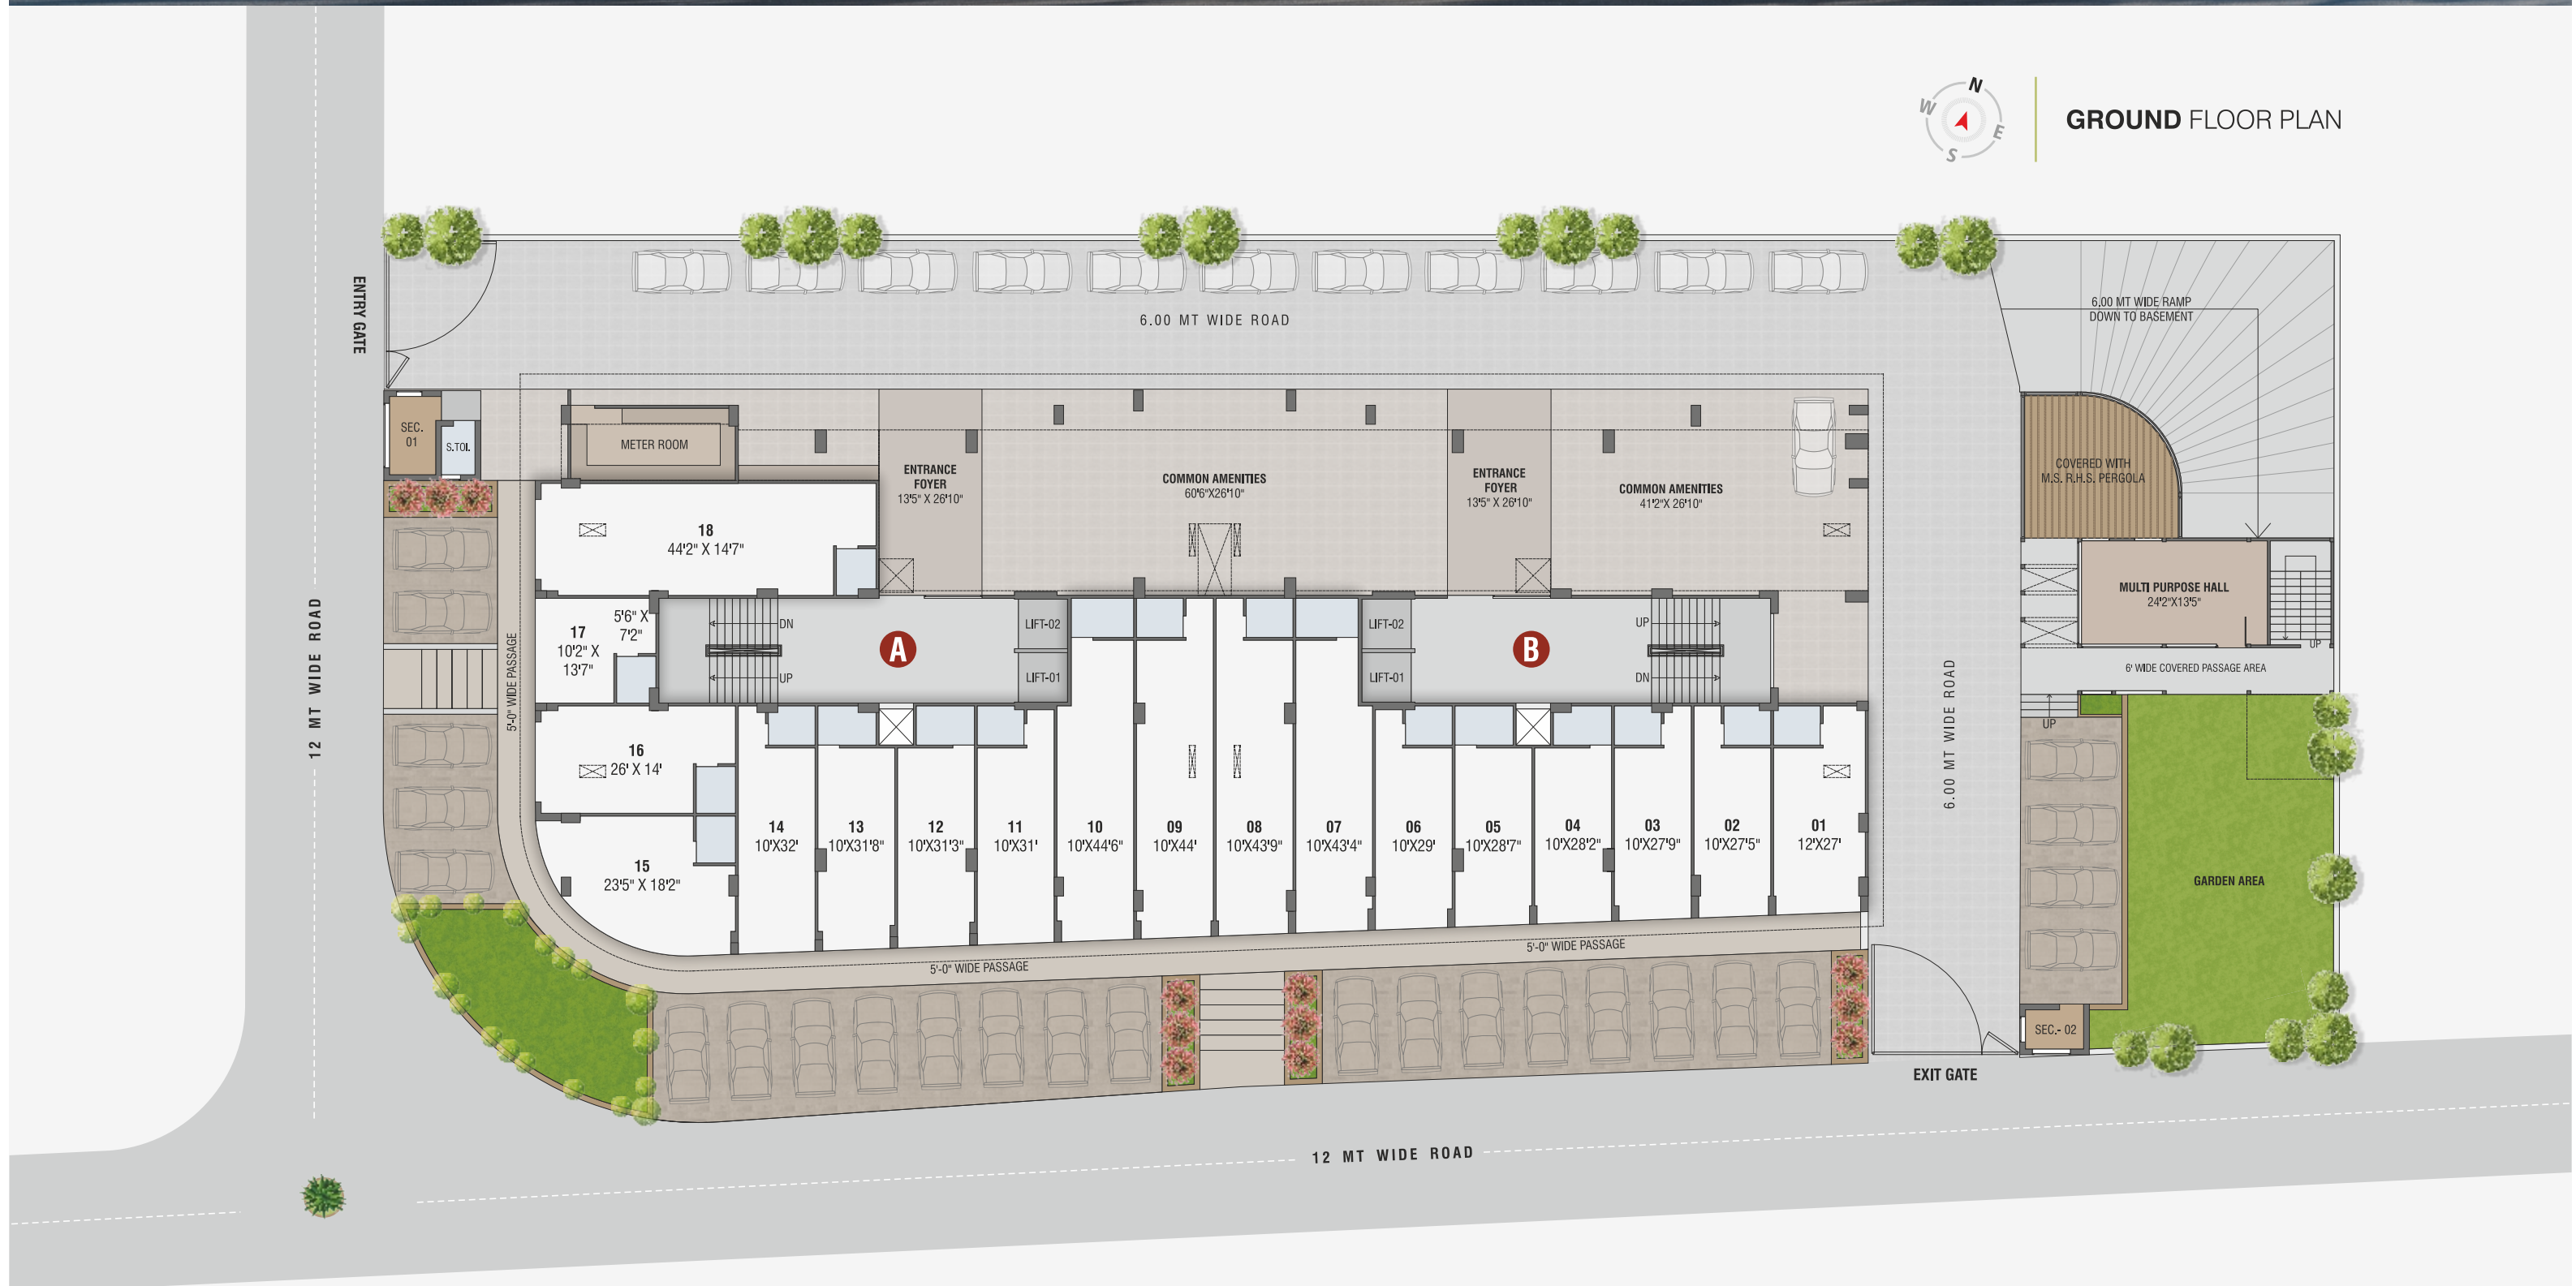 N
W
E
S
GROUND FLOOR PLAN
ENTRY GATE
6.00 MT WIDE ROAD
6.00 MT WIDE RAMP
DOWN TO BASEMENT
SEC.
01
S.TOI.
METER ROOM
ENTRANCE
FOYER
13'5" X 26'10"
COMMON AMENITIES
60'6"X26'10"
ENTRANCE
FOYER
13'5" X 26'10"
COMMON AMENITIES
41'2"X 26'10"
COVERED WITH
M.S. R.H.S. PERGOLA
18
44'2" X 14'7"
MULTI PURPOSE HALL
24'2"X13'5"
UP
6' WIDE COVERED PASSAGE AREA
UP
17
10'2" X
13'7"
5'6" X
7'2"
DN
UP
A
LIFT-02
LIFT-01
LIFT-02
LIFT-01
B
UP
DN
12 MT WIDE ROAD
5'-0" WIDE PASSAGE
6.00 MT WIDE ROAD
16
26' X 14'
15
23'5" X 18'2"
14
10'X32'
13
10'X31'8"
12
10'X31'3"
11
10'X31'
10
10'X44'6"
09
10'X44'
08
10'X43'9"
07
10'X43'4"
06
10'X29'
05
10'X28'7"
04
10'X28'2"
03
10'X27'9"
02
10'X27'5"
01
12'X27'
GARDEN AREA
5'-0" WIDE PASSAGE
5'-0" WIDE PASSAGE
SEC.- 02
EXIT GATE
12 MT WIDE ROAD